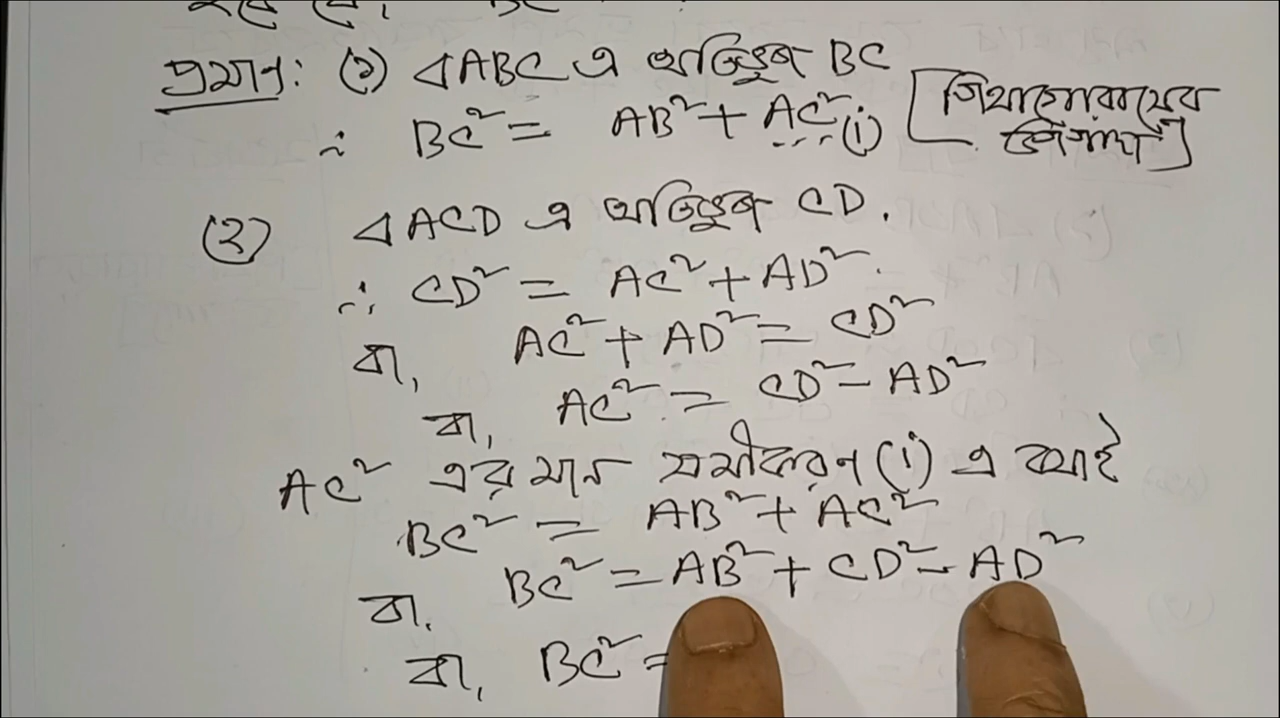 প্রমাণ: (১) ⊿ABC এ অতিভুজ BC
∴ BC² = AB² + AC² ...(i) [পিথাগোরাসের উপপাদ্য]
(২) ⊿ACD এ অতিভুজ CD.
∴ CD² = AC² + AD².
বা, AC² + AD² = CD²
বা, AC² = CD² – AD²
AC² এর মান সমীকরণ (i) এ বসাই
BC² = AB² + AC²
বা, BC² = AB² + CD² – AD²
বা, BC² =